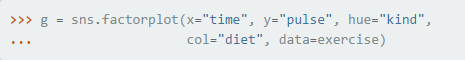 >>> g = sns.factorplot(x="time", y="pulse", hue="kind",
...                    col="diet", data=exercise)